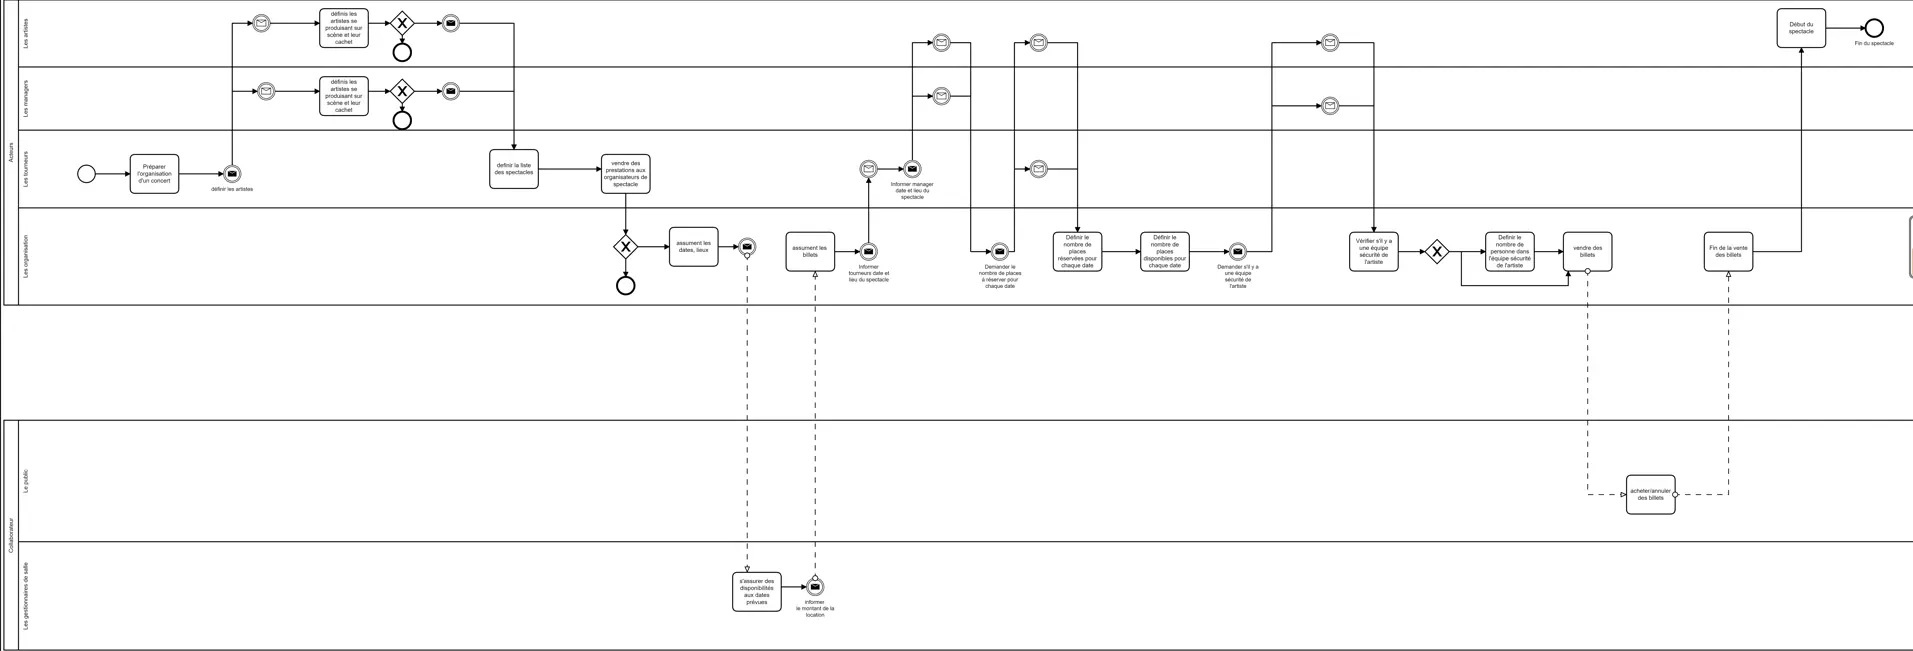 Acteurs
Les artistes
définis les
artistes se
produisant sur
scène et leur
cachet
Début du
spectacle
Fin du spectacle
Les managers
définis les
artistes se
produisant sur
scène et leur
cachet
Les tourneurs
Préparer
l'organisation
d'un concert
définir les artistes
definir la liste
des spectacles
vendre des
prestations aux
organisateurs de
spectacle
Informer manager
date et lieu du
spectacle
Les organisation
assument les
dates, lieux
assument les
billets
Informer
tourneurs date et
lieu du spectacle
Demander le
nombre de places
à réserver pour
chaque date
Définir le
nombre de
places
réservées pour
chaque date
Définir le
nombre de
places
disponibles pour
chaque date
Demander s'il y a
une équipe
sécurité de
l'artiste
Vérifier s'il y a
une équipe
sécurité de
l'artiste
Definir le
nombre de
personne dans
l'équipe sécurité
de l'artiste
vendre des
billets
Fin de la vente
des billets
Collaborateur
Le public
acheter/annuler
des billets
Les gestionnaires de salle
s'assurer des
disponibilités
aux dates
prévues
informer
le montant de la
location